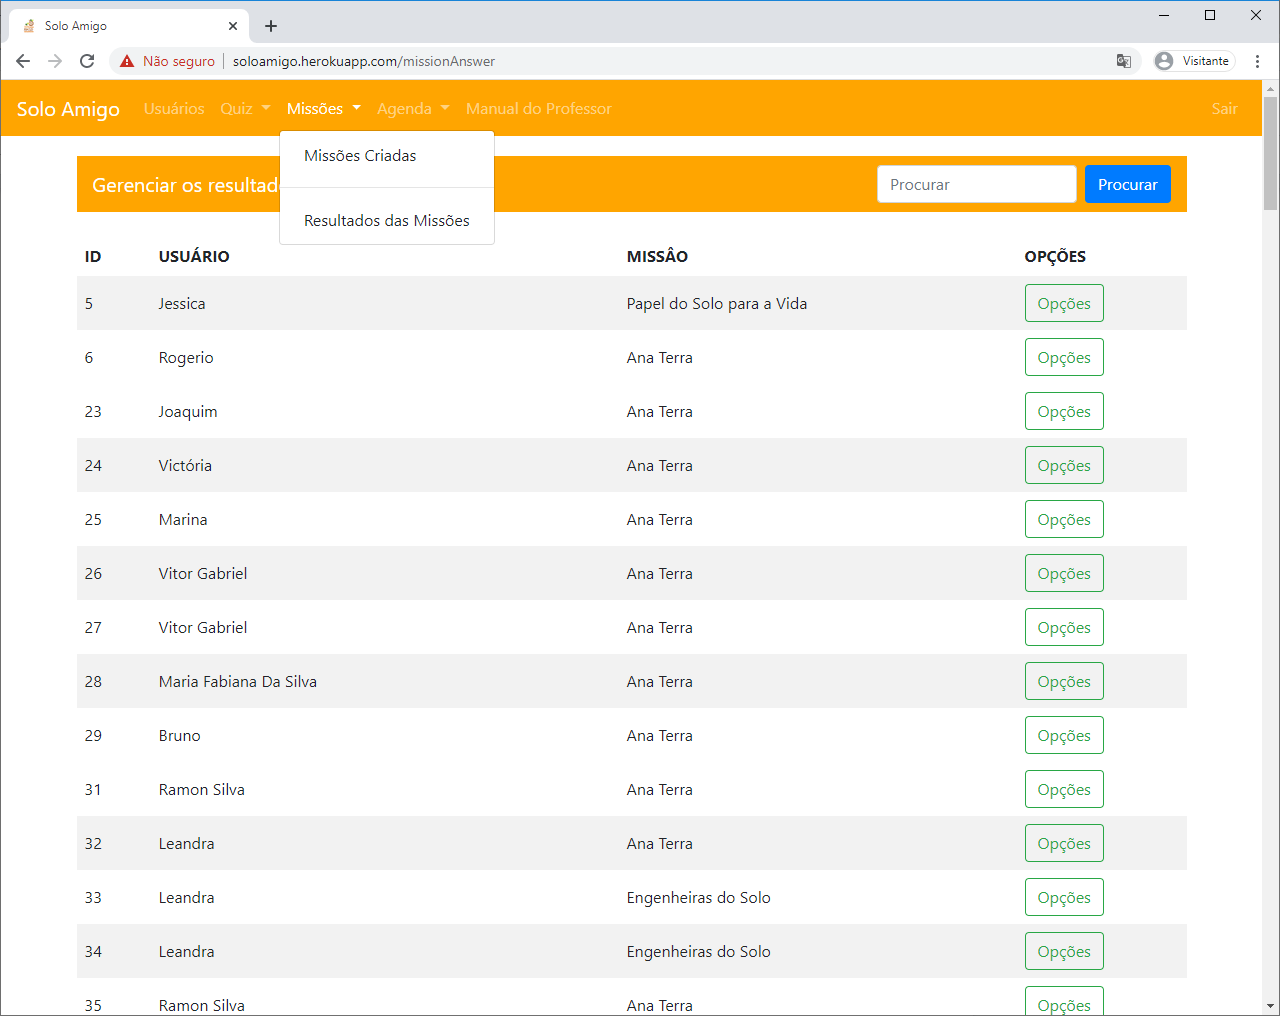 Solo Amigo
Não seguro soloamigo.herokuapp.com/missionAnswer Visitante
Solo Amigo Usuários Quiz Missões Agenda Manual do Professor Sair
Missões Criadas
Gerenciar os resultad Procurar Procurar
Resultados das Missões
ID USUÁRIO MISSÂO OPÇÕES
5 Jessica Papel do Solo para a Vida Opções
6 Rogerio Ana Terra Opções
23 Joaquim Ana Terra Opções
24 Victória Ana Terra Opções
25 Marina Ana Terra Opções
26 Vitor Gabriel Ana Terra Opções
27 Vitor Gabriel Ana Terra Opções
28 Maria Fabiana Da Silva Ana Terra Opções
29 Bruno Ana Terra Opções
31 Ramon Silva Ana Terra Opções
32 Leandra Ana Terra Opções
33 Leandra Engenheiras do Solo Opções
34 Leandra Engenheiras do Solo Opções
35 Ramon Silva Ana Terra Opções